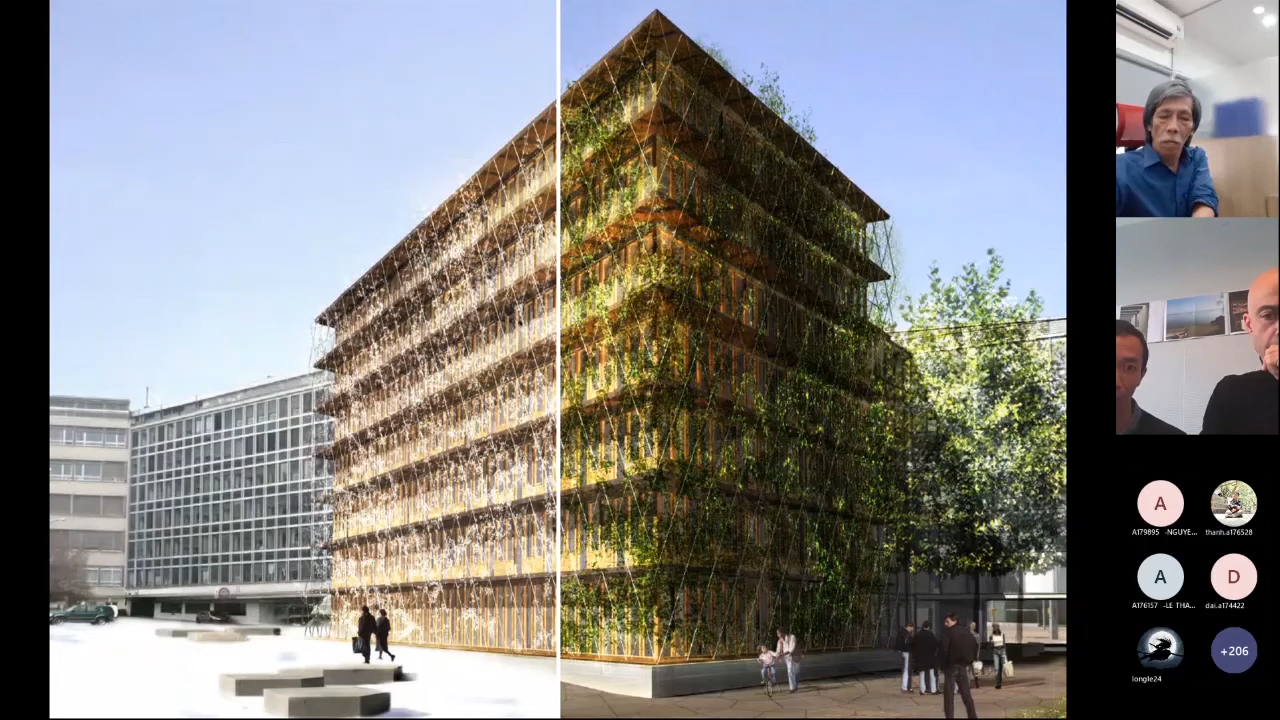 A
A179895 -NGUYE...
thanh.a176528
A
A176157 -LE THA...
D
dai.a174422
longle24
+206